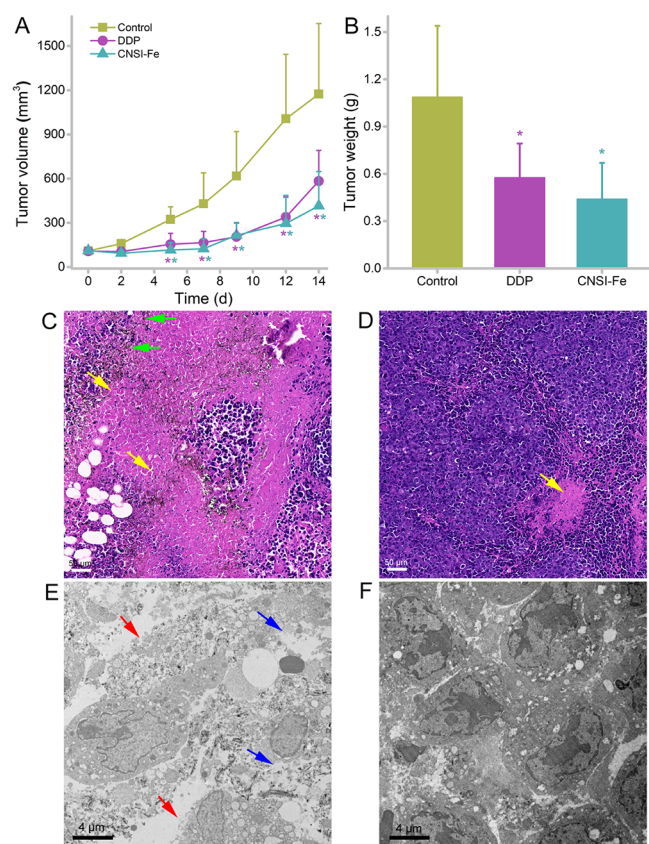 A
Control
DDP
CNSI-Fe
Tumor volume (mm³)
1500
1200
900
600
300
0
**
**
**
**
**
0 2 4 6 8 10 12 14
Time (d)
B
Tumor weight (g)
1.5
1.2
0.9
0.6
0.3
0.0
*
*
Control DDP CNSI-Fe
C
50 µm
D
50 µm
E
4 µm
F
4 µm